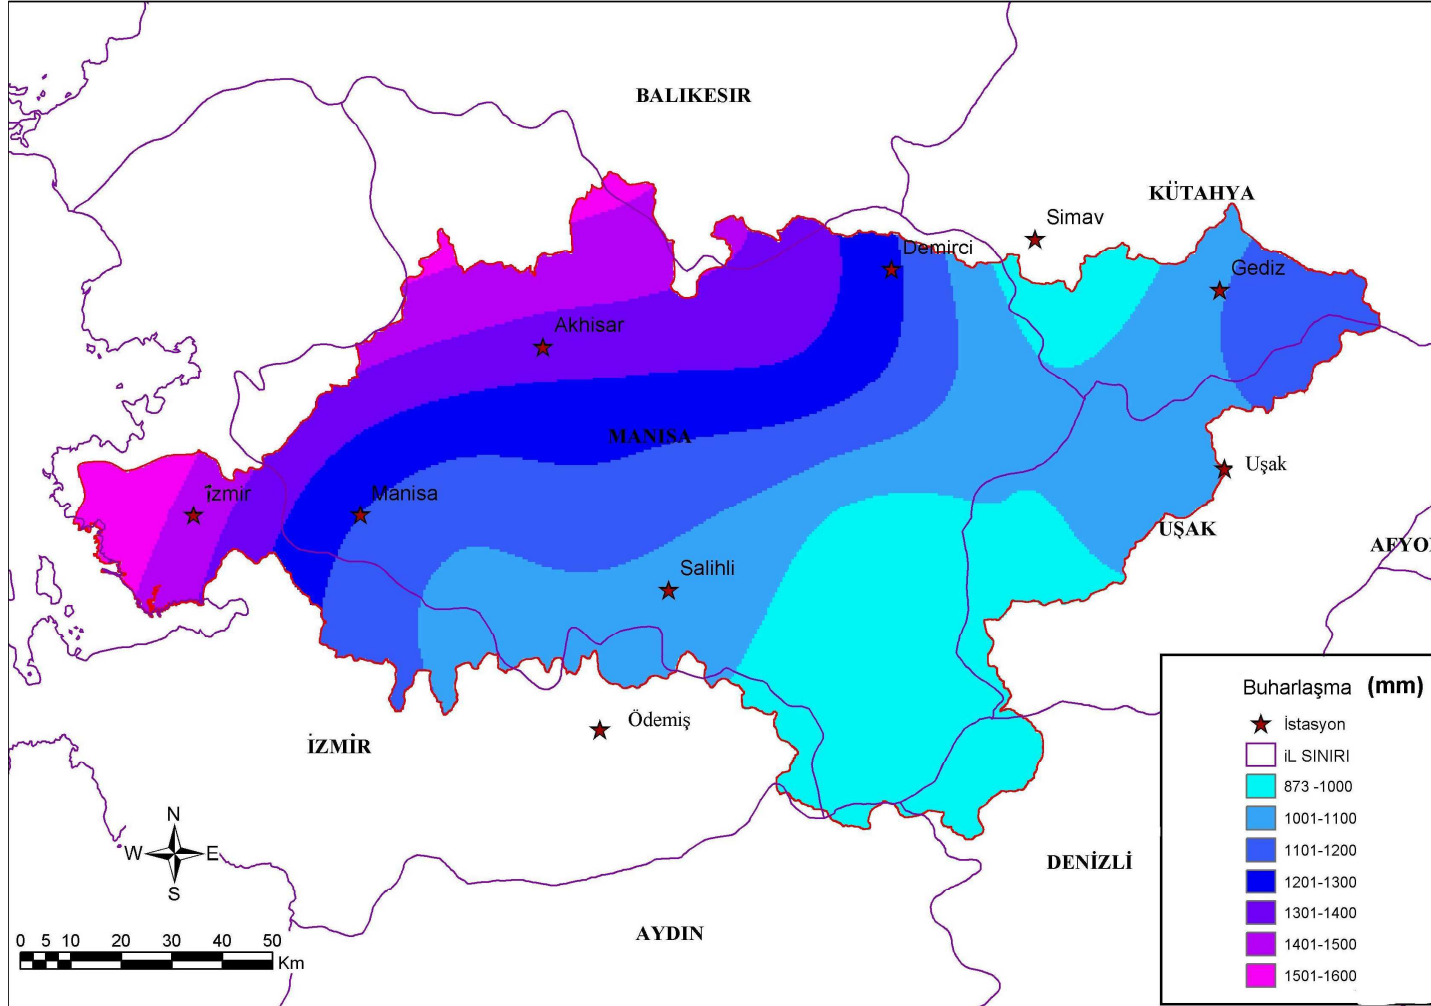 BALIKESIR
KÜTAHYA
Simav
Demirci
Gediz
Akhisar
MANISA
Uşak
İzmir
Manisa
UŞAK
AFYO
Salihli
Ödemiş
İZMİR
DENİZLİ
AYDIN
N
W E
S
0 5 10 20 30 40 50
Km
Buharlaşma (mm)
İstasyon
iL SINIRI
873 -1000
1001-1100
1101-1200
1201-1300
1301-1400
1401-1500
1501-1600